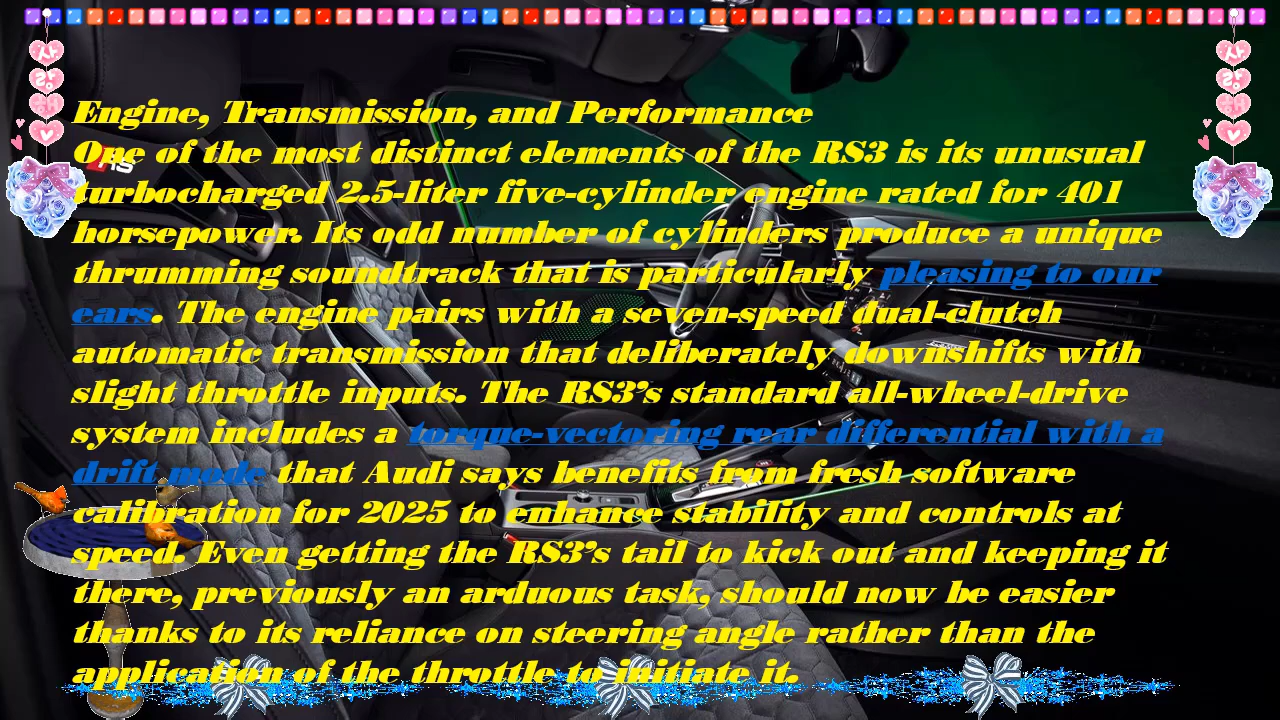 Engine, Transmission, and Performance
One of the most distinct elements of the RS3 is its unusual
turbocharged 2.5-liter five-cylinder engine rated for 401
horsepower. Its odd number of cylinders produce a unique
thrumming soundtrack that is particularly pleasing to our
ears. The engine pairs with a seven-speed dual-clutch
automatic transmission that deliberately downshifts with
slight throttle inputs. The RS3’s standard all-wheel-drive
system includes a torque-vectoring rear differential with a
drift mode that Audi says benefits from fresh software
calibration for 2025 to enhance stability and controls at
speed. Even getting the RS3’s tail to kick out and keeping it
there, previously an arduous task, should now be easier
thanks to its reliance on steering angle rather than the
application of the throttle to initiate it.
RS